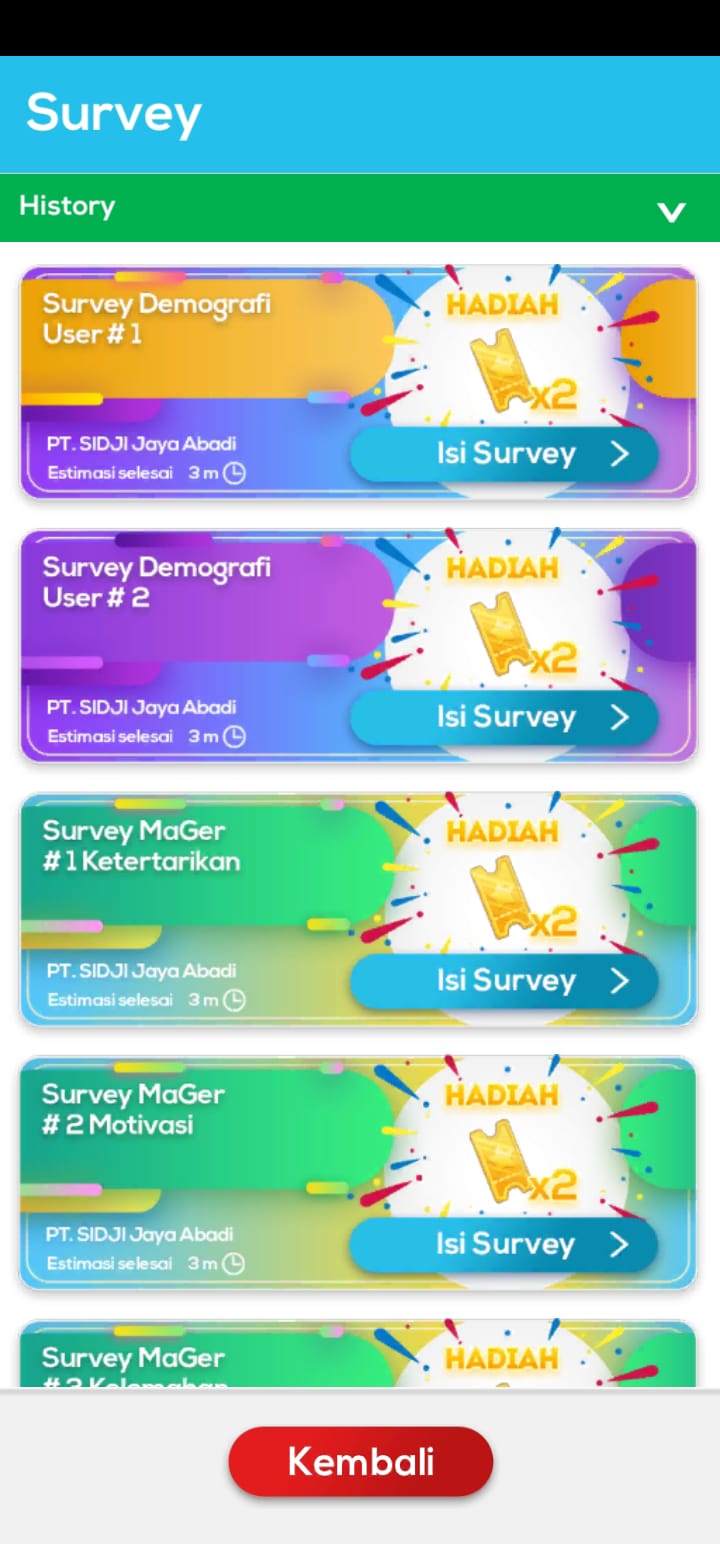 Survey
History
Survey Demografi
User # 1
HADIAH
x2
PT. SIDJI Jaya Abadi
Isi Survey
Estimasi selesai 3 m
Survey Demografi
User # 2
HADIAH
x2
PT. SIDJI Jaya Abadi
Isi Survey
Estimasi selesai 3 m
Survey MaGer
# 1 Ketertarikan
HADIAH
x2
PT. SIDJI Jaya Abadi
Isi Survey
Estimasi selesai 3 m
Survey MaGer
# 2 Motivasi
HADIAH
x2
PT. SIDJI Jaya Abadi
Isi Survey
Estimasi selesai 3 m
Survey MaGer
# 3 Kelemahan
HADIAH
Kembali